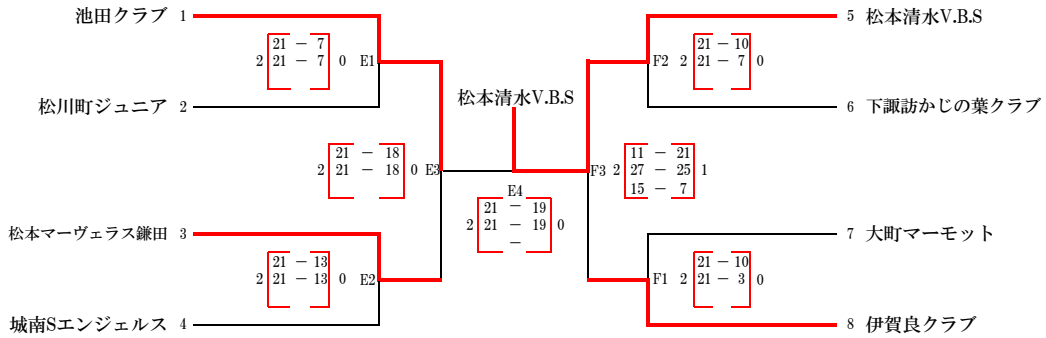 池田クラブ 1
21 － 7
2 21 － 7 0 E1
松川町ジュニア 2
2 21 － 18 0 E3
21 － 18
松本マーヴェラス鎌田 3
21 － 13
2 21 － 13 0 E2
城南Sエンジェルス 4
松本清水V.B.S
E4
21 － 19
2 21 － 19 0
－
5 松本清水V.B.S
21 － 10
F2 2 21 － 7 0
6 下諏訪かじの葉クラブ
11 － 21
F3 2 27 － 25 1
15 － 7
7 大町マーモット
21 － 10
F1 2 21 － 3 0
8 伊賀良クラブ